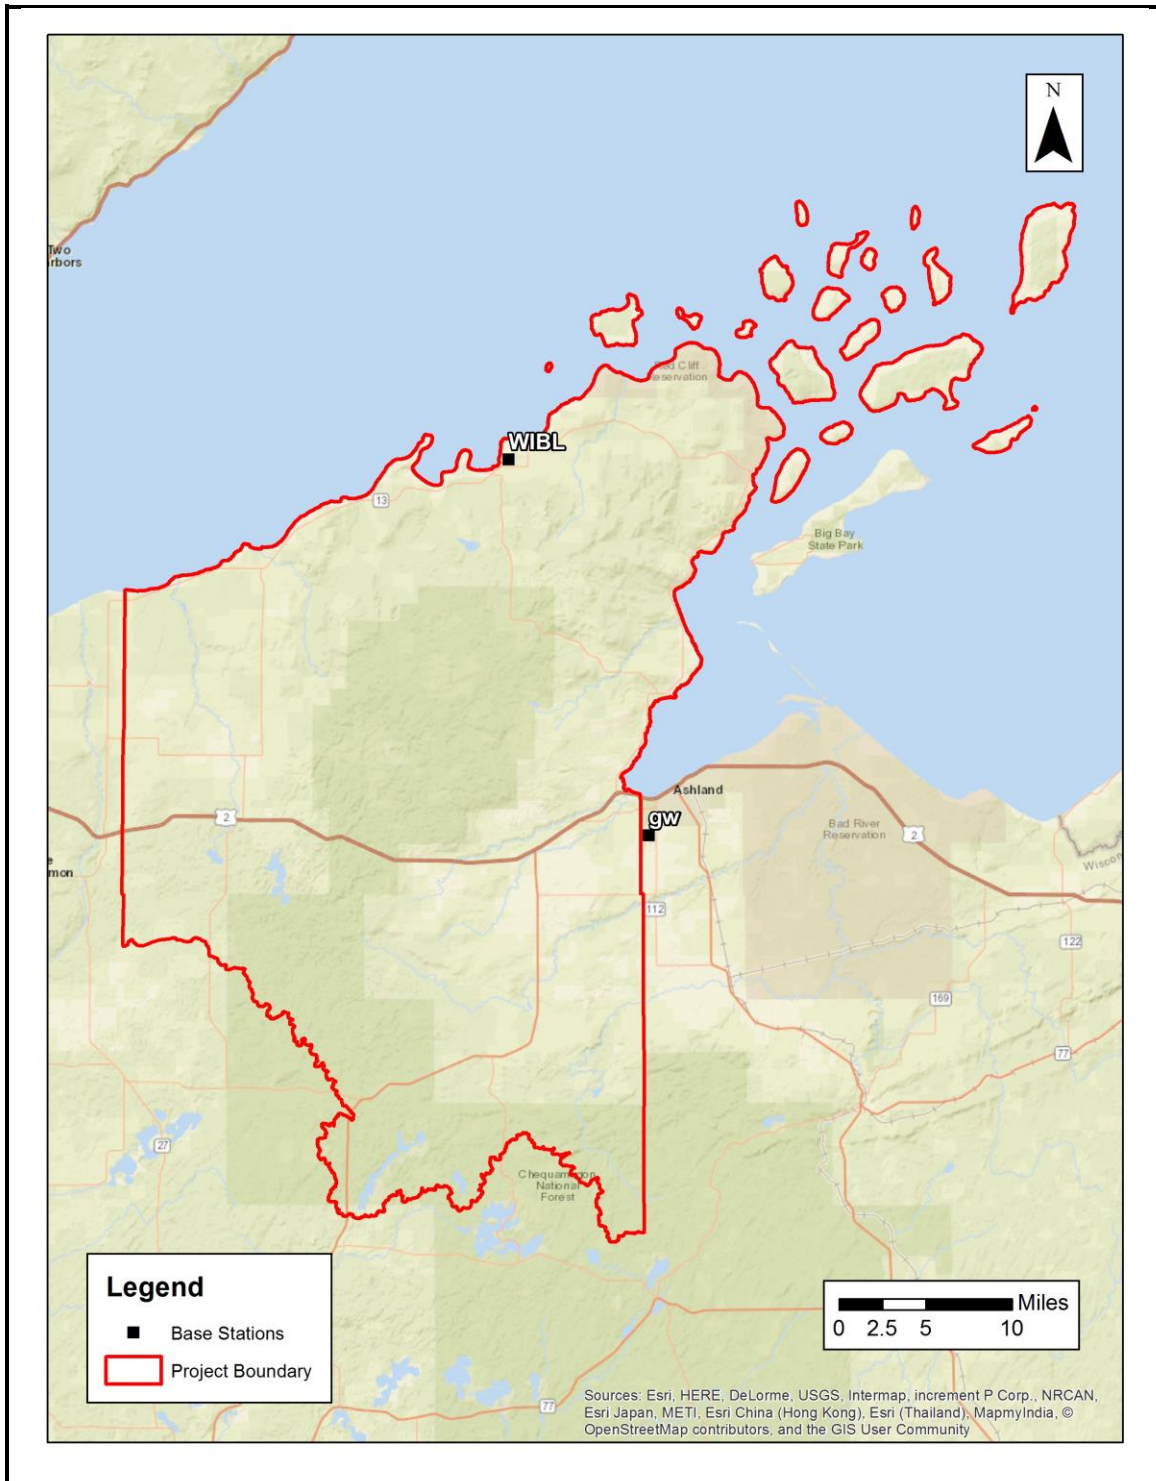 N
Two
rbors
Red Cliff
Reservation
WIBL
13
Big Bay
State Park
Ashland
gw
2
Bad River
Reservation
2
e
mon
Wiscon
112
122
169
77
27
Chequamegon
National
Forest
Legend
Base Stations
Project Boundary
Miles
0 2.5 5 10
77
Sources: Esri, HERE, DeLorme, USGS, Intermap, increment P Corp., NRCAN,
Esri Japan, METI, Esri China (Hong Kong), Esri (Thailand), MapmyIndia, ©
OpenStreetMap contributors, and the GIS User Community